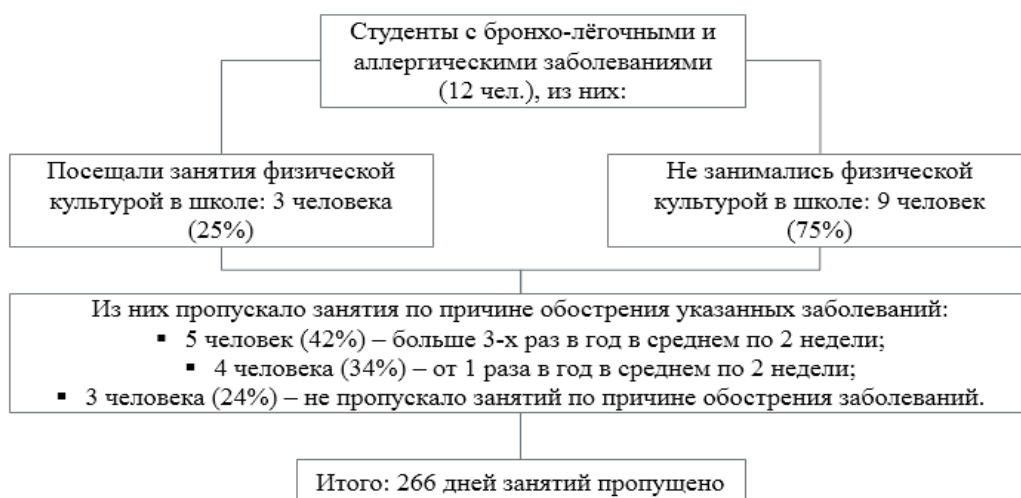 Студенты с бронхо-лёгочными и
аллергическими заболеваниями
(12 чел.), из них:
Посещали занятия физической
культурой в школе: 3 человека
(25%)
Не занимались физической
культурой в школе: 9 человек
(75%)
Из них пропускало занятия по причине обострения указанных заболеваний:
▪ 5 человек (42%) – больше 3-х раз в год в среднем по 2 недели;
▪ 4 человека (34%) – от 1 раза в год в среднем по 2 недели;
▪ 3 человека (24%) – не пропускало занятий по причине обострения заболеваний.
Итого: 266 дней занятий пропущено